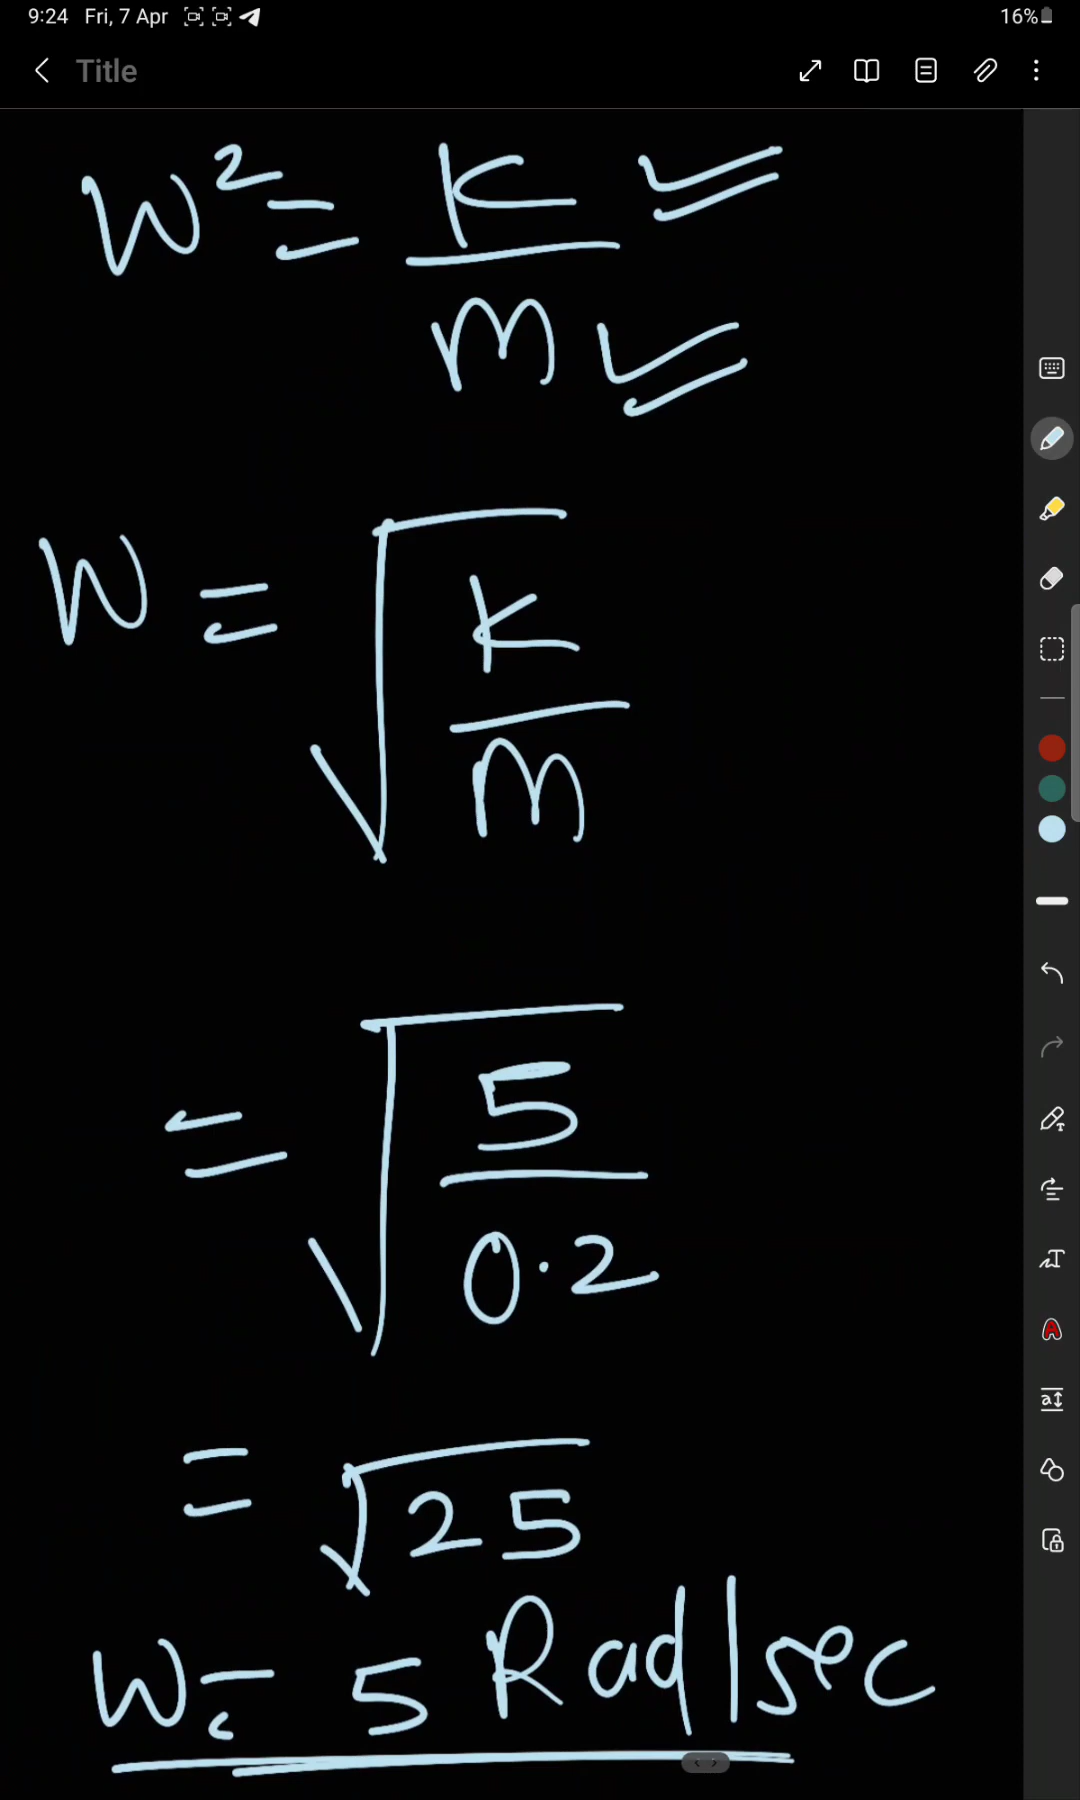 9:24 Fri, 7 Apr 16%
Title
W² = K
m
W = √ K
m
= √ 5
0.2
= √25
W = 5 Rad|sec